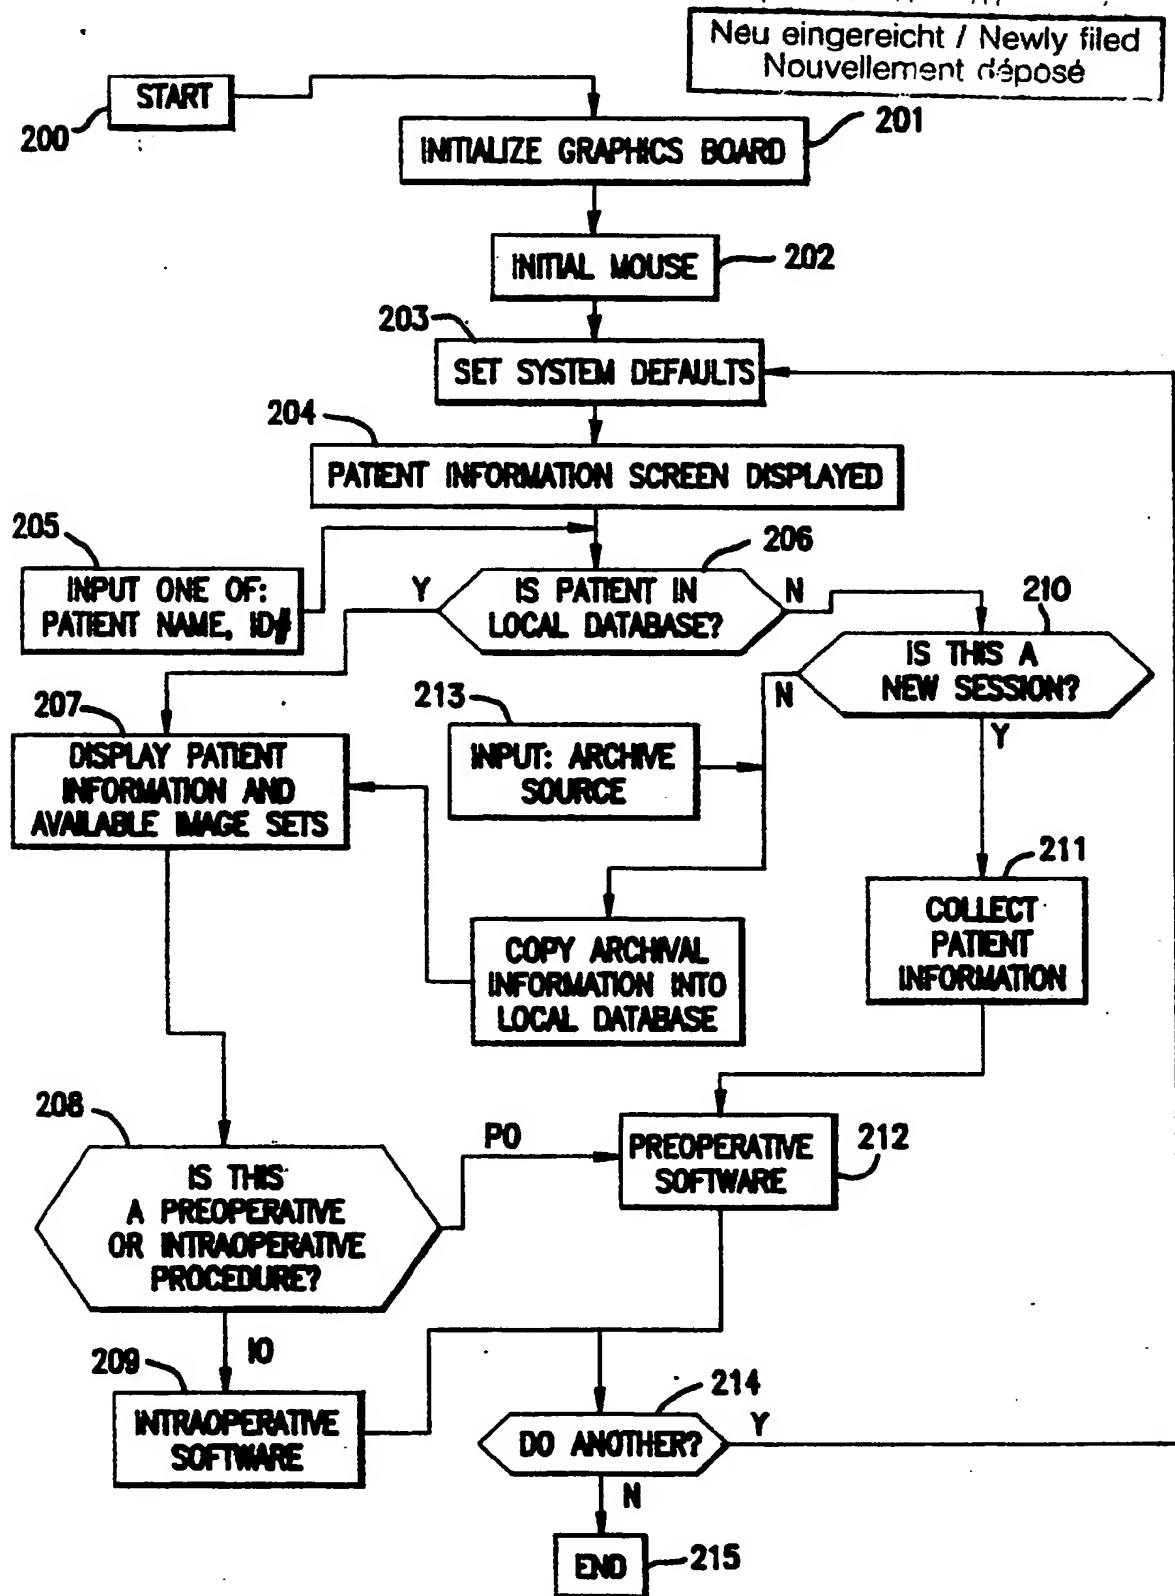 Neu eingereicht / Newly filed
Nouvellement déposé
START
200
INITIALIZE GRAPHICS BOARD
201
INITIAL MOUSE
202
203
SET SYSTEM DEFAULTS
204
PATIENT INFORMATION SCREEN DISPLAYED
205
INPUT ONE OF:
PATIENT NAME, ID#
206
Y
IS PATIENT IN
LOCAL DATABASE?
N
210
IS THIS A
NEW SESSION?
N
Y
207
DISPLAY PATIENT
INFORMATION AND
AVAILABLE IMAGE SETS
213
INPUT: ARCHIVE
SOURCE
211
COLLECT
PATIENT
INFORMATION
COPY ARCHIVAL
INFORMATION INTO
LOCAL DATABASE
208
IS THIS
A PREOPERATIVE
OR INTRAOPERATIVE
PROCEDURE?
PO
PREOPERATIVE
SOFTWARE
212
IO
209
INTRAOPERATIVE
SOFTWARE
214
DO ANOTHER?
Y
N
END
215